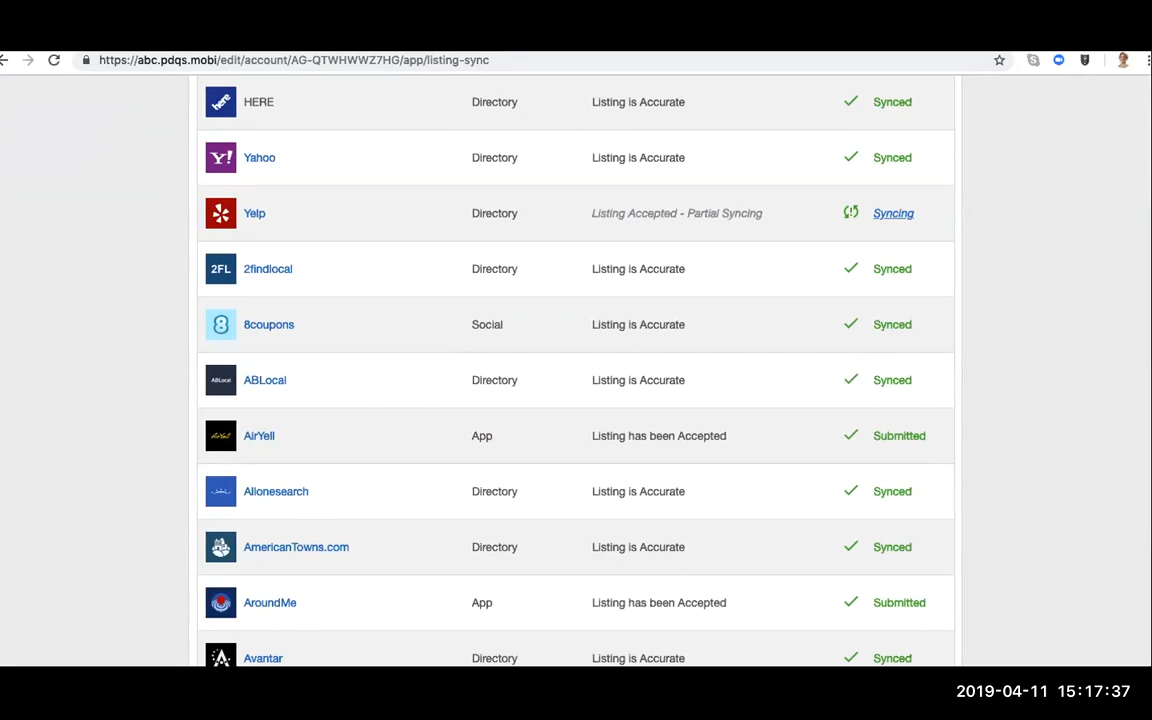 https://abc.pdqs.mobi/edit/account/AG-QTWHWWZ7HG/app/listing-sync
here HERE Directory Listing is Accurate Synced
Y! Yahoo Directory Listing is Accurate Synced
Yelp Directory Listing Accepted - Partial Syncing Syncing
2FL 2findlocal Directory Listing is Accurate Synced
8 8coupons Social Listing is Accurate Synced
ABLocal ABLocal Directory Listing is Accurate Synced
AirYell AirYell App Listing has been Accepted Submitted
Allonesearch Directory Listing is Accurate Synced
AmericanTowns.com Directory Listing is Accurate Synced
AroundMe App Listing has been Accepted Submitted
Avantar Directory Listing is Accurate Synced
2019-04-11 15:17:37